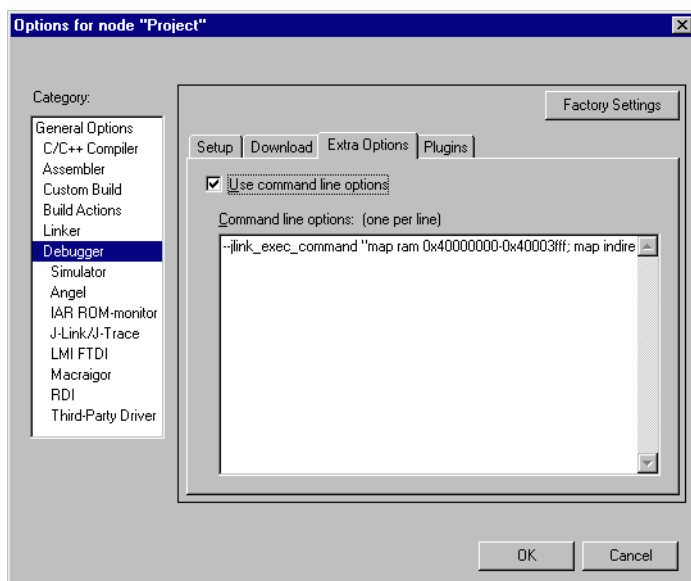 Options for node "Project"
Category:
General Options
C/C++ Compiler
Assembler
Custom Build
Build Actions
Linker
Debugger
Simulator
Angel
IAR ROM-monitor
J-Link/J-Trace
LMI FTDI
Macraigor
RDI
Third-Party Driver
Factory Settings
Setup Download Extra Options Plugins
Use command line options
Command line options: (one per line)
--jlink_exec_command "map ram 0x40000000-0x40003fff; map indire
OK Cancel